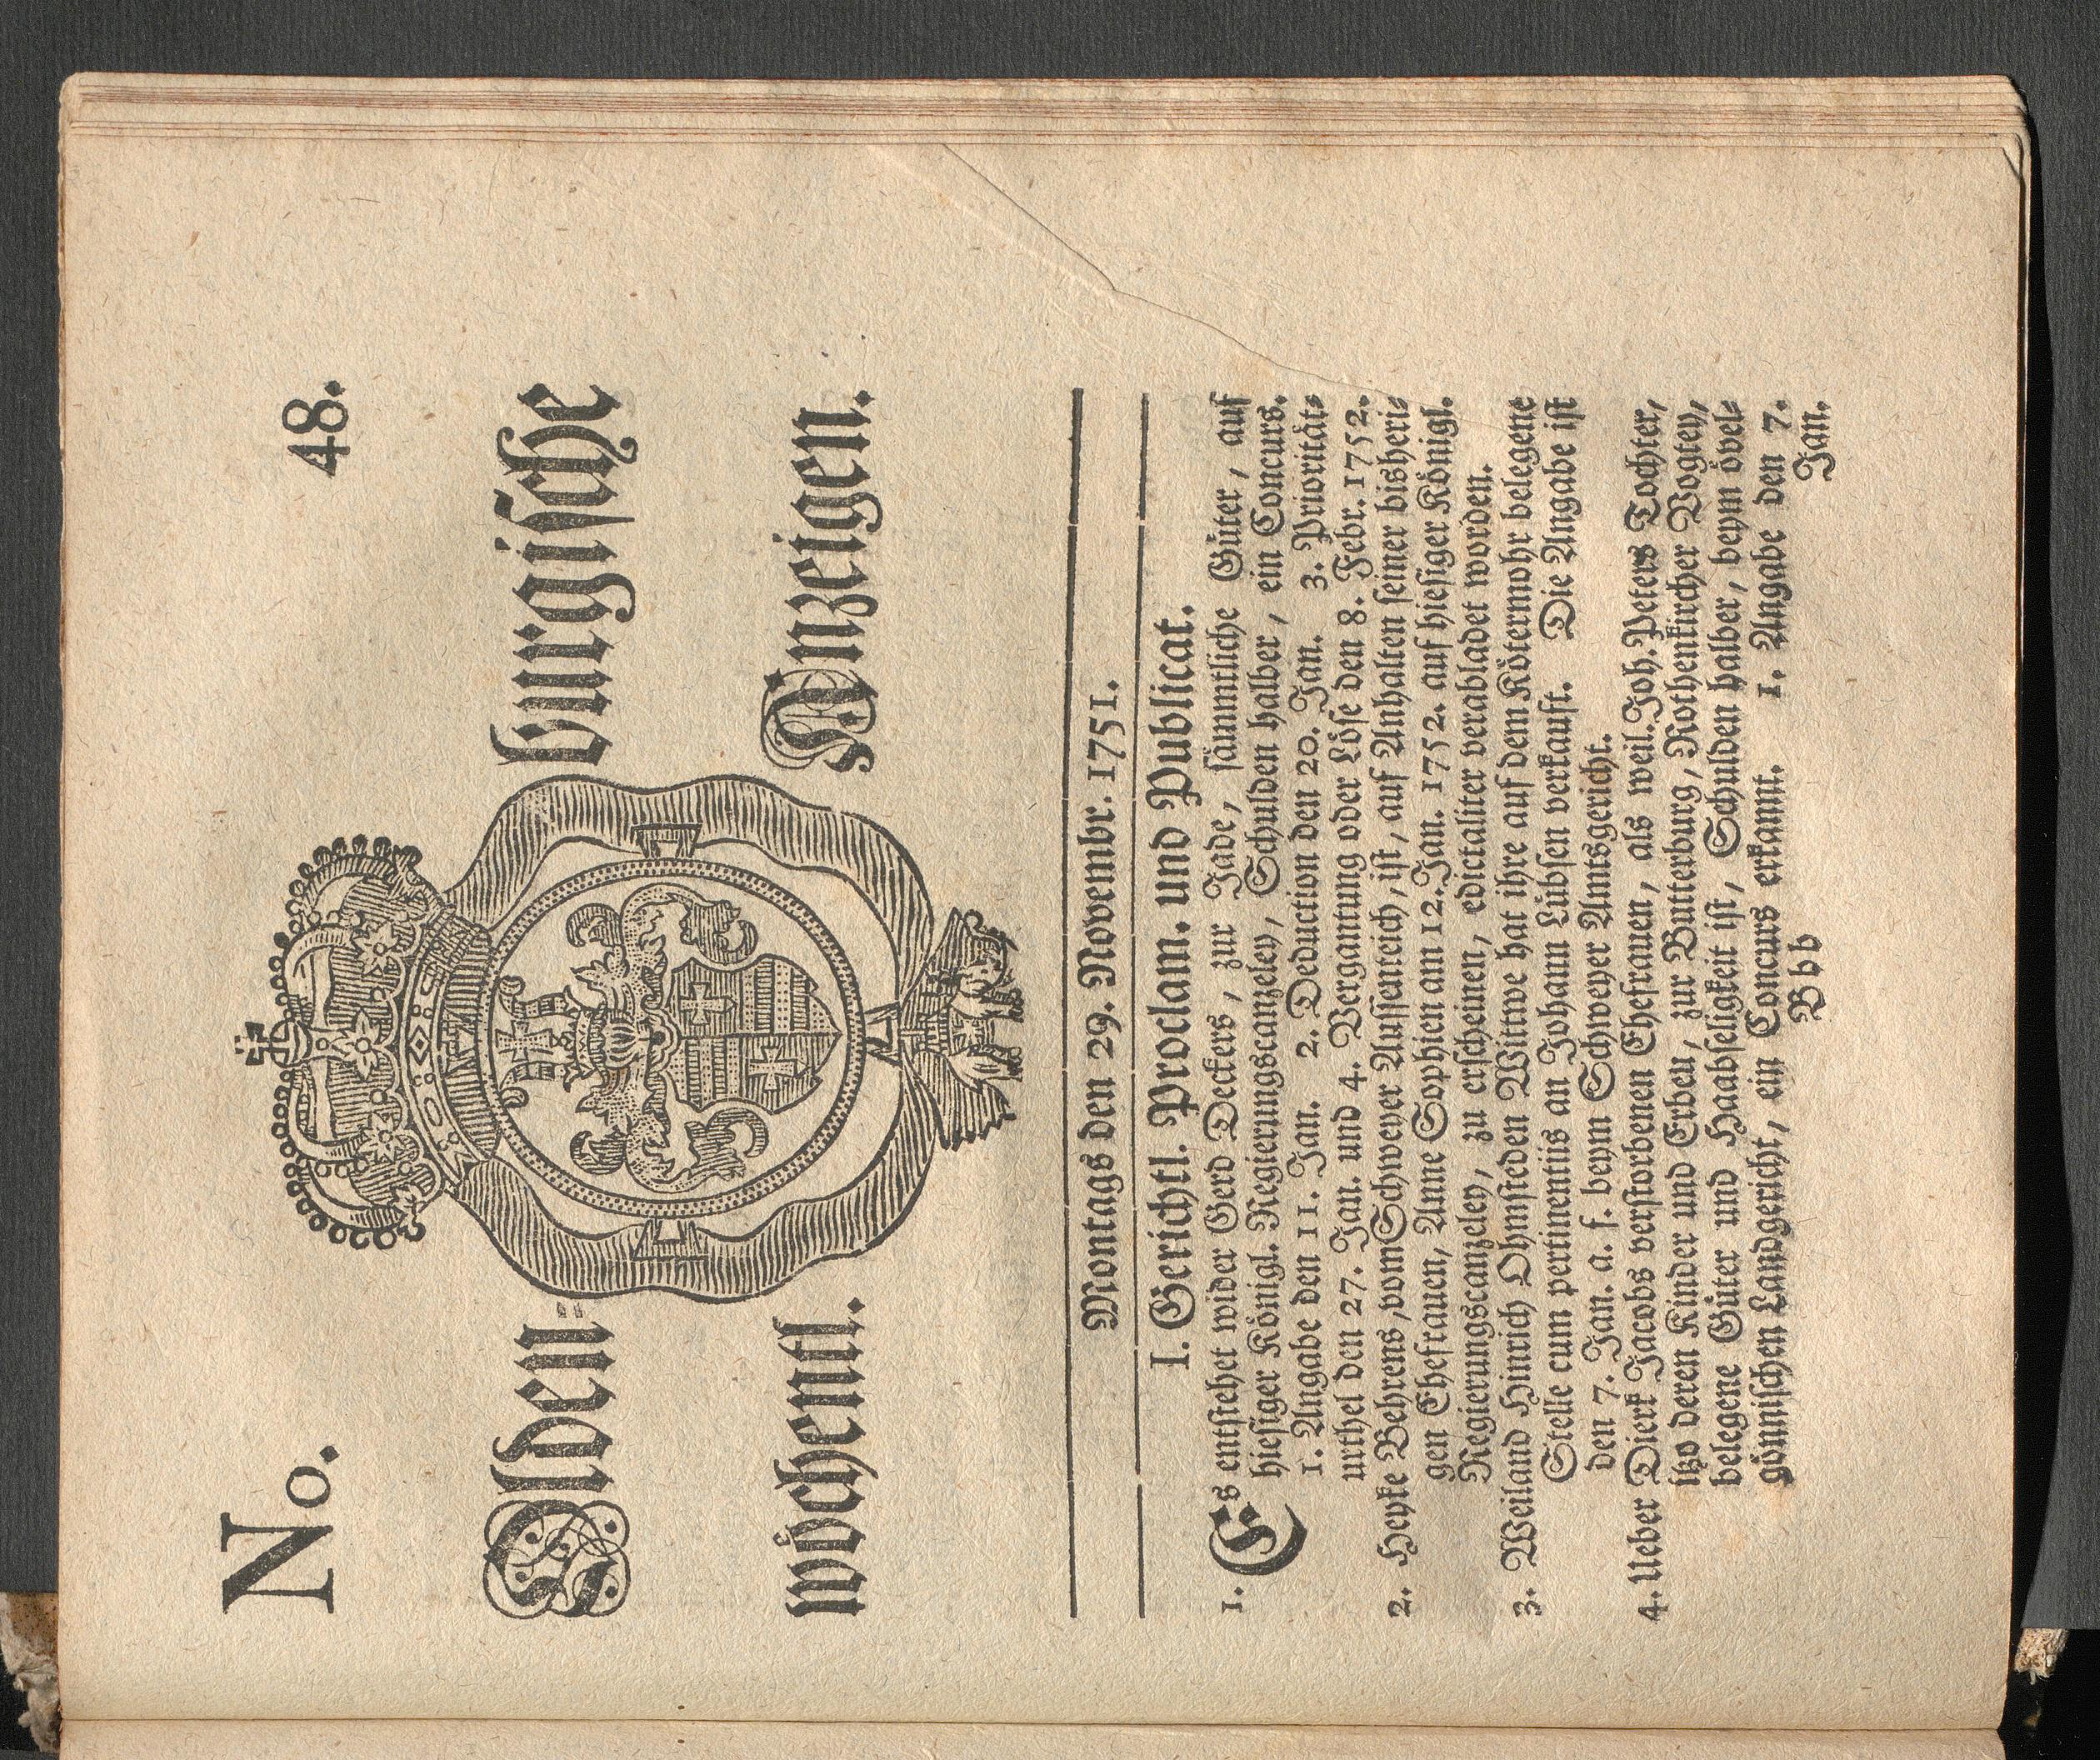 No. 48.
Olden- burgische
wöchentl. Anzeigen.
Montags den 29. Novembr. 1751.
I. Gerichtl. Proclam. und Publicat.
1. Es entstehet wider Gerd Deckers, zur Jade, sämmtliche Güter, auf
hiesiger Königl. Regierungscanzeley, Schulden halber, ein Concurs.
1. Angabe den 11. Jan. 2. Deduction den 20. Jan. 3. Priorität-
urthel den 27. Jan. und 4. Vergantung oder Löse den 8. Febr. 1752.
2. Heyke Behrens, vom Schweyer Aussenteich, ist, auf Anhalten seiner bisheri-
gen Ehefrauen, Anne Sophien am 12. Jan. 1752. auf hiesiger Königl.
Regierungscanzeley, zu erscheinen, edictaliter verabladet worden.
3. Weiland Hinrich Ohmsteden Wittwe hat ihre auf dem Kötermohr belegene
Stelle cum pertinentiis an Johann Lübsen verkauft. Die Angabe ist
den 7. Jan. a. f. beym Schweyer Amtsgericht.
4. Ueber Dierk Jacobs verstorbenen Ehefrauen, als weil. Joh. Peters Tochter,
itzo deren Kinder und Erben, zur Butterburg, Rothenkircher Vogtey,
belegene Güter und Haabseligkeit ist, Schulden halber, beym övel-
gönnischen Landgericht, ein Concurs erkannt. 1. Angabe den 7.
B b b Jan.